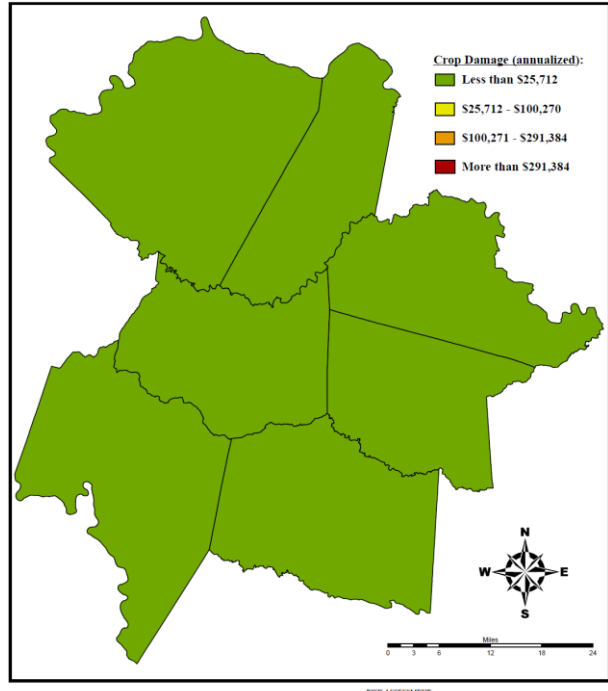 Crop Damage (annualized):
Less than $25,712
$25,712 - $100,270
$100,271 - $291,384
More than $291,384
N
W E
S
Miles
0 3 6 12 18 24